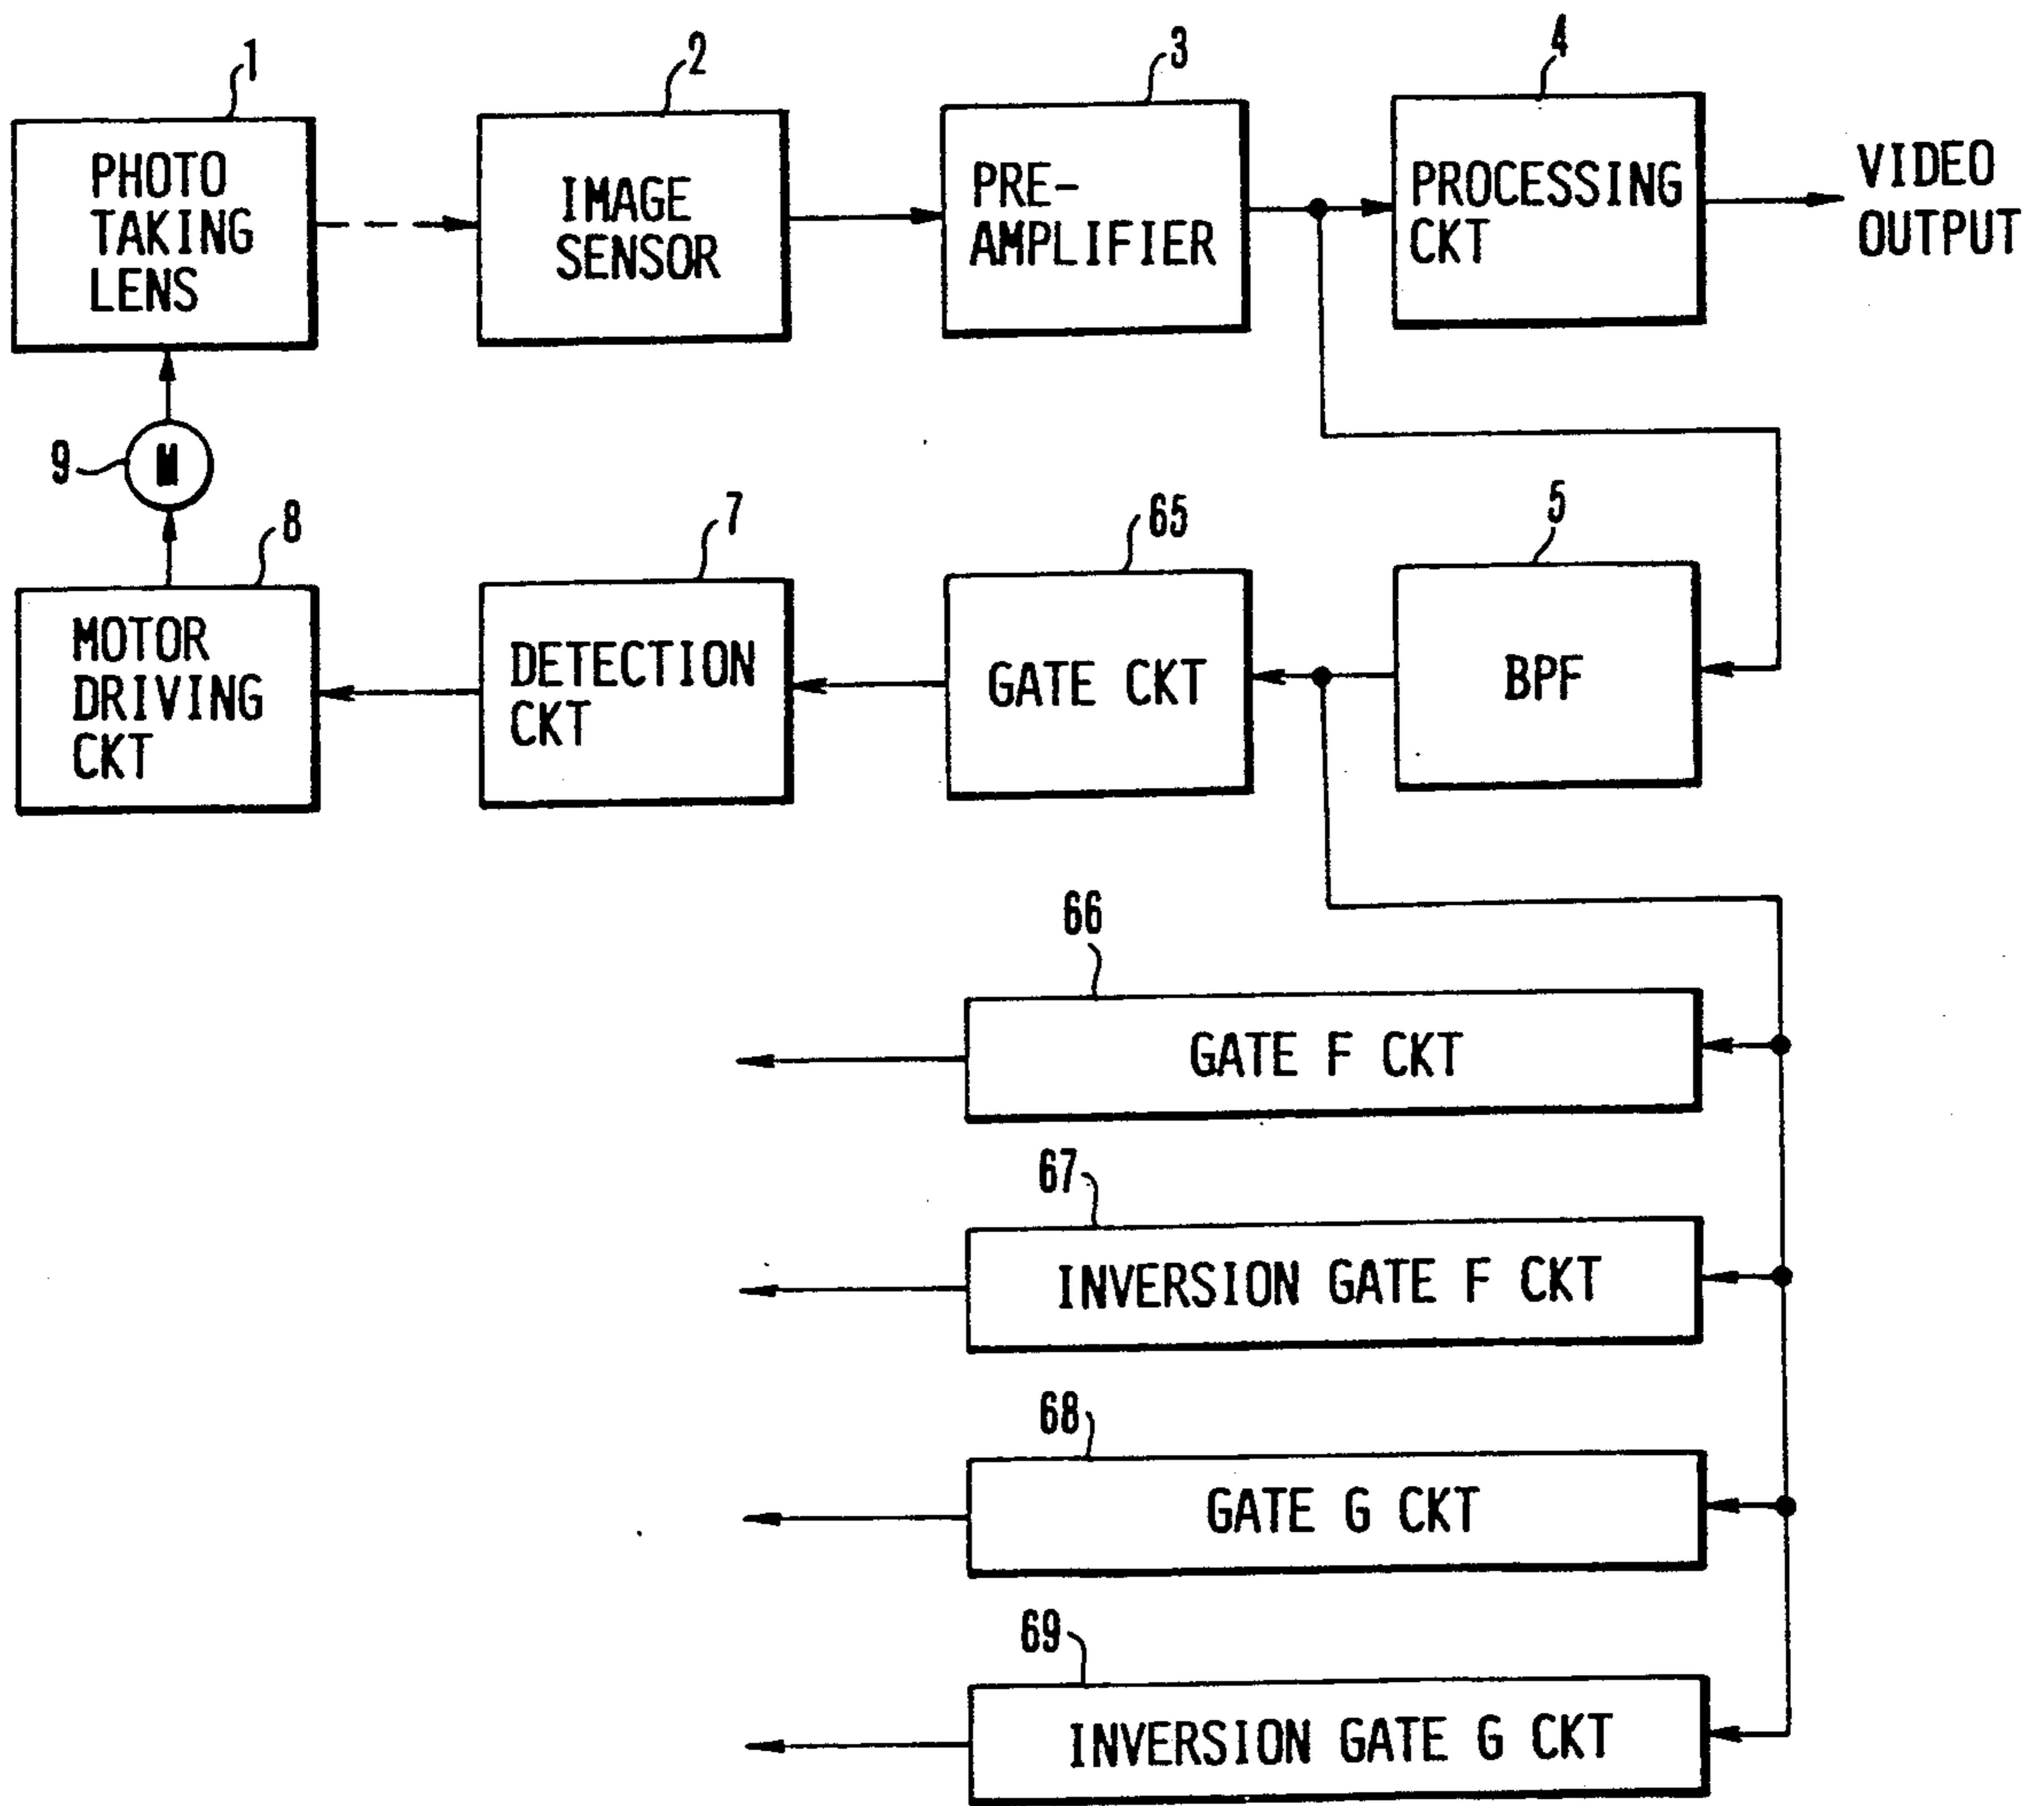 1
PHOTO
TAKING
LENS
2
IMAGE
SENSOR
3
PRE-
AMPLIFIER
4
PROCESSING
CKT
VIDEO
OUTPUT
9
M
8
MOTOR
DRIVING
CKT
7
DETECTION
CKT
65
GATE CKT
5
BPF
66
GATE F CKT
67
INVERSION GATE F CKT
68
GATE G CKT
69
INVERSION GATE G CKT